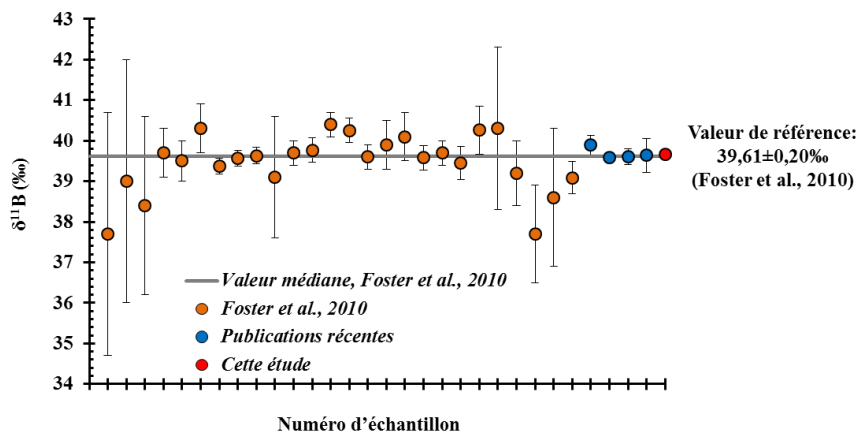 43
42
41
40
39
38
37
36
35
34
δ¹¹B (‰)
Valeur médiane, Foster et al., 2010
Foster et al., 2010
Publications récentes
Cette étude
Numéro d'échantillon
Valeur de référence:
39,61±0,20‰
(Foster et al., 2010)